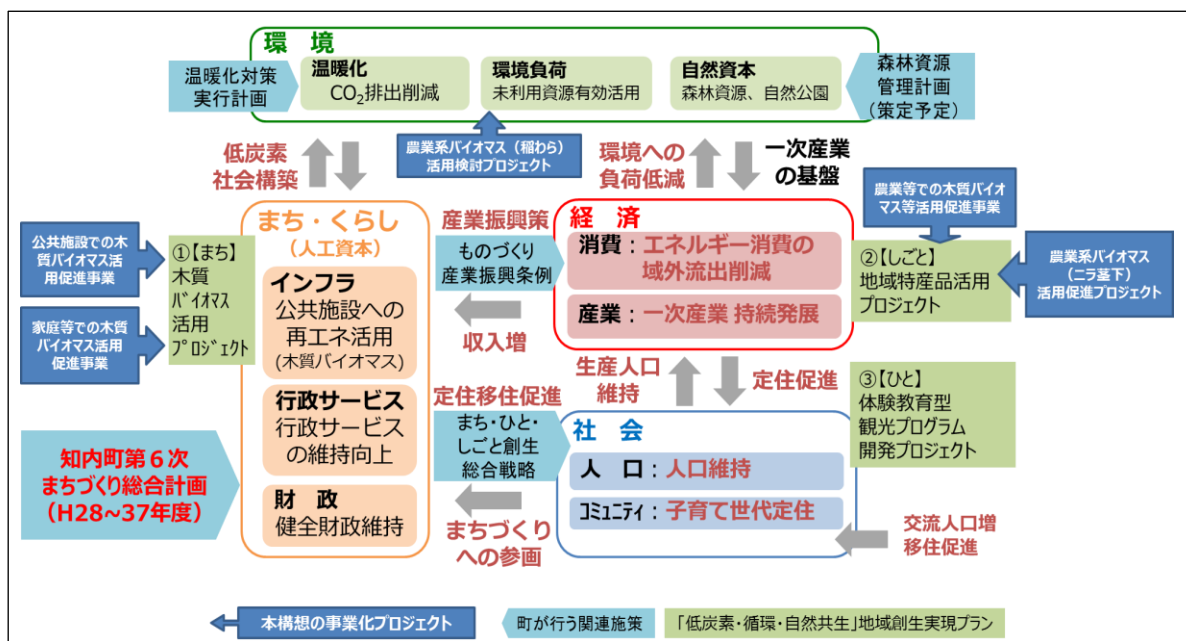 環 境
温暖化対策
実行計画
温暖化
CO₂排出削減
環境負荷
未利用資源有効活用
自然資本
森林資源、自然公園
森林資源
管理計画
(策定予定)
低炭素
社会構築
農業系バイオマス（稲わら）
活用検討プロジェクト
環境への
負荷低減
一次産業
の基盤
農業等での木質バイオ
マス等活用促進事業
公共施設での木
質バイオマス活
用促進事業
家庭等での木質
バイオマス活用
促進事業
①【まち】
木質
ﾊﾞｲｵﾏｽ
活用
ﾌﾟﾛｼﾞｪｸﾄ
まち・くらし
(人工資本)
インフラ
公共施設への
再エネ活用
(木質バイオマス)
行政サービス
行政サービス
の維持向上
財 政
健全財政維持
産業振興策
ものづくり
産業振興条例
収入増
経 済
消費：エネルギー消費の
域外流出削減
産業：一次産業 持続発展
②【しごと】
地域特産品活用
プロジェクト
農業系バイオマス
(ニラ茎下)
活用促進プロジェクト
生産人口
維持
定住促進
③【ひと】
体験教育型
観光プログラム
開発プロジェクト
定住移住促進
まち・ひと・
しごと創生
総合戦略
まちづくり
への参画
社 会
人 口：人口維持
ｺﾐｭﾆﾃｨ：子育て世代定住
交流人口増
移住促進
知内町第６次
まちづくり総合計画
（H28~37年度）
本構想の事業化プロジェクト
町が行う関連施策
「低炭素・循環・自然共生」地域創生実現プラン